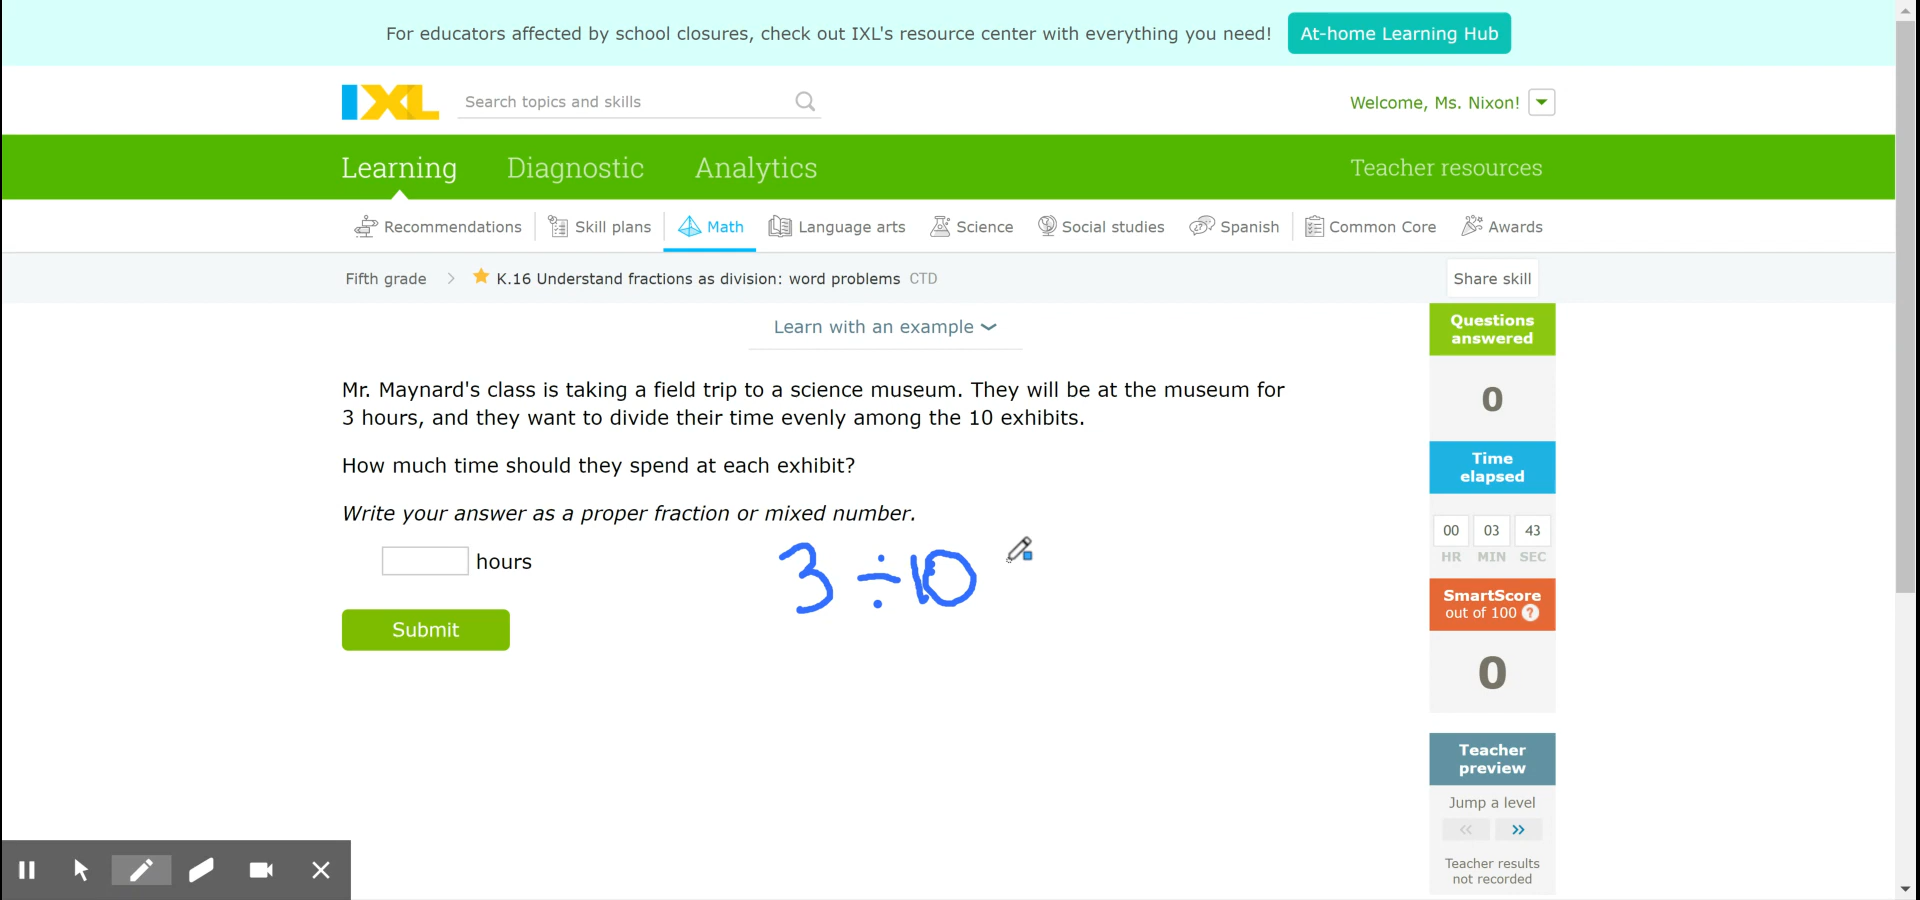 For educators affected by school closures, check out IXL's resource center with everything you need! At-home Learning Hub
IXL Search topics and skills Welcome, Ms. Nixon!
Learning Diagnostic Analytics Teacher resources
Recommendations Skill plans Math Language arts Science Social studies Spanish Common Core Awards
Fifth grade > K.16 Understand fractions as division: word problems CTD Share skill
Learn with an example
Mr. Maynard's class is taking a field trip to a science museum. They will be at the museum for
3 hours, and they want to divide their time evenly among the 10 exhibits.
How much time should they spend at each exhibit?
Write your answer as a proper fraction or mixed number.
hours
Submit
3 ÷ 10
Questions
answered
0
Time
elapsed
00 03 43
HR MIN SEC
SmartScore
out of 100 ?
0
Teacher
preview
Jump a level
<< >>
Teacher results
not recorded